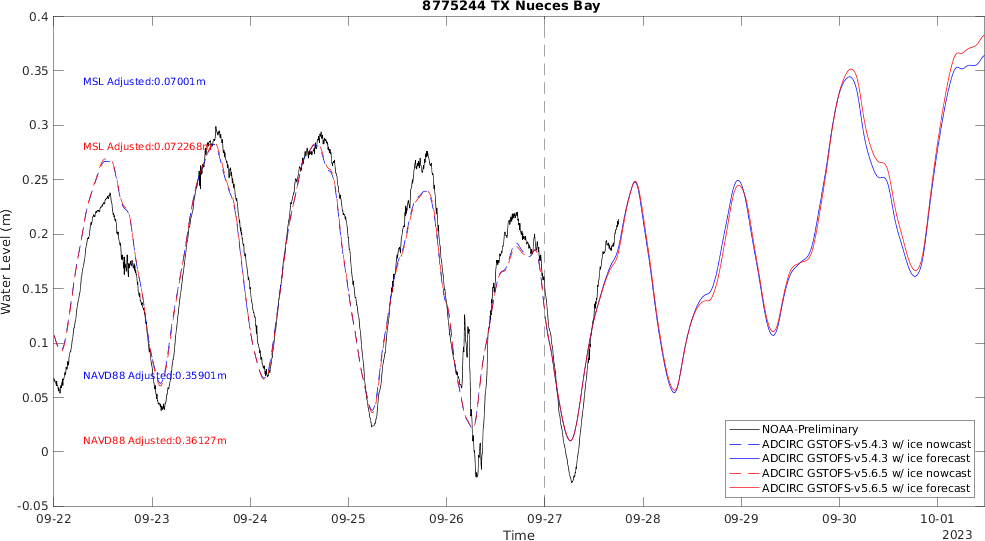 8775244 TX Nueces Bay
0.4
0.35
0.3
0.25
0.2
0.15
0.1
0.05
0
-0.05
Water Level (m)
MSL Adjusted:0.07001m
MSL Adjusted:0.072268m
NAVD88 Adjusted:0.35901m
NAVD88 Adjusted:0.36127m
NOAA-Preliminary
ADCIRC GSTOFS-v5.4.3 w/ ice nowcast
ADCIRC GSTOFS-v5.4.3 w/ ice forecast
ADCIRC GSTOFS-v5.6.5 w/ ice nowcast
ADCIRC GSTOFS-v5.6.5 w/ ice forecast
09-22 09-23 09-24 09-25 09-26 09-27 09-28 09-29 09-30 10-01
Time
2023